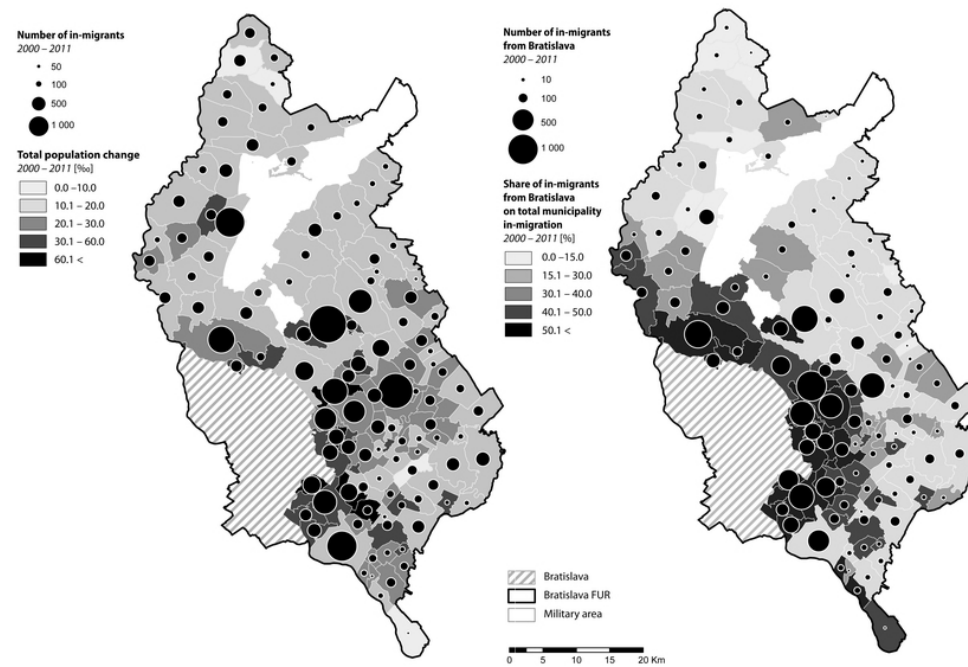 Number of in-migrants
2000 – 2011
50
100
500
1 000
Total population change
2000 – 2011 [‰]
0.0 –10.0
10.1 – 20.0
20.1 – 30.0
30.1 – 60.0
60.1 <
Number of in-migrants
from Bratislava
2000 – 2011
10
100
500
1 000
Share of in-migrants
from Bratislava
on total municipality
in-migration
2000 – 2011 [%]
0.0 –15.0
15.1 – 30.0
30.1 – 40.0
40.1 – 50.0
50.1 <
Bratislava
Bratislava FUR
Military area
0 5 10 15 20 Km